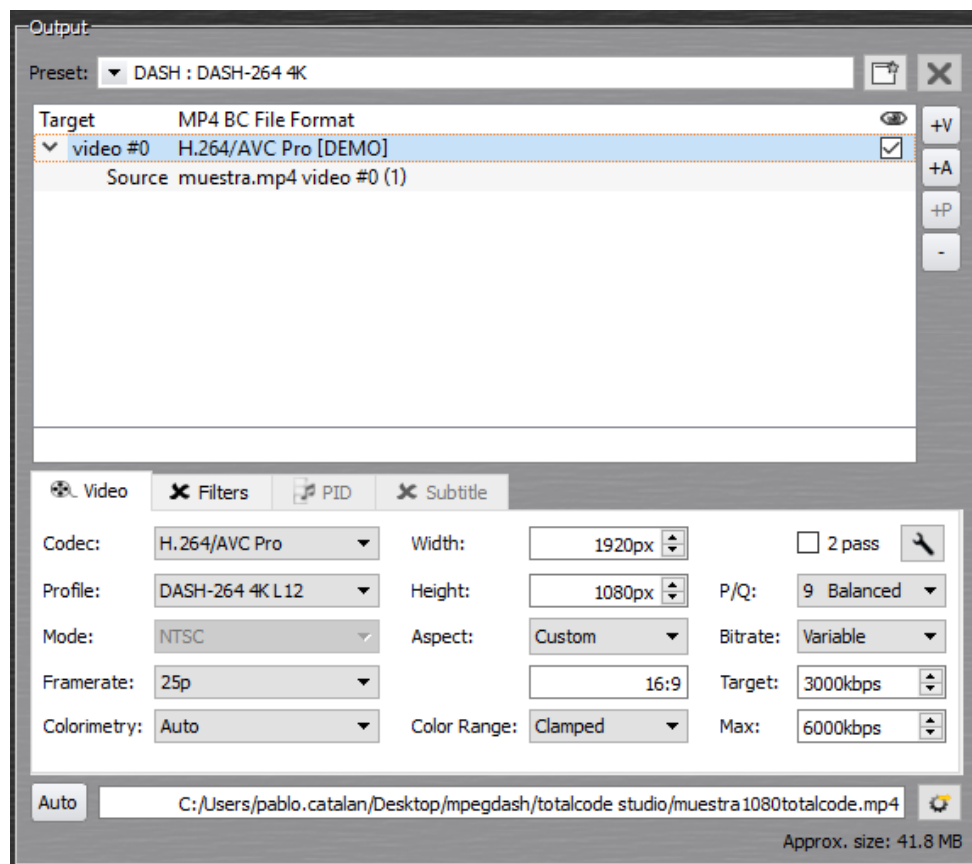 Output
Preset: DASH : DASH-264 4K
Target MP4 BC File Format
video #0 H.264/AVC Pro [DEMO]
Source muestra.mp4 video #0 (1)
+V
+A
+P
-
Video Filters PID Subtitle
Codec: H.264/AVC Pro Width: 1920px 2 pass
Profile: DASH-264 4K L12 Height: 1080px P/Q: 9 Balanced
Mode: NTSC Aspect: Custom Bitrate: Variable
Framerate: 25p 16:9 Target: 3000kbps
Colorimetry: Auto Color Range: Clamped Max: 6000kbps
Auto C:/Users/pablo.catalan/Desktop/mpegdash/totalcode studio/muestra1080totalcode.mp4
Approx. size: 41.8 MB